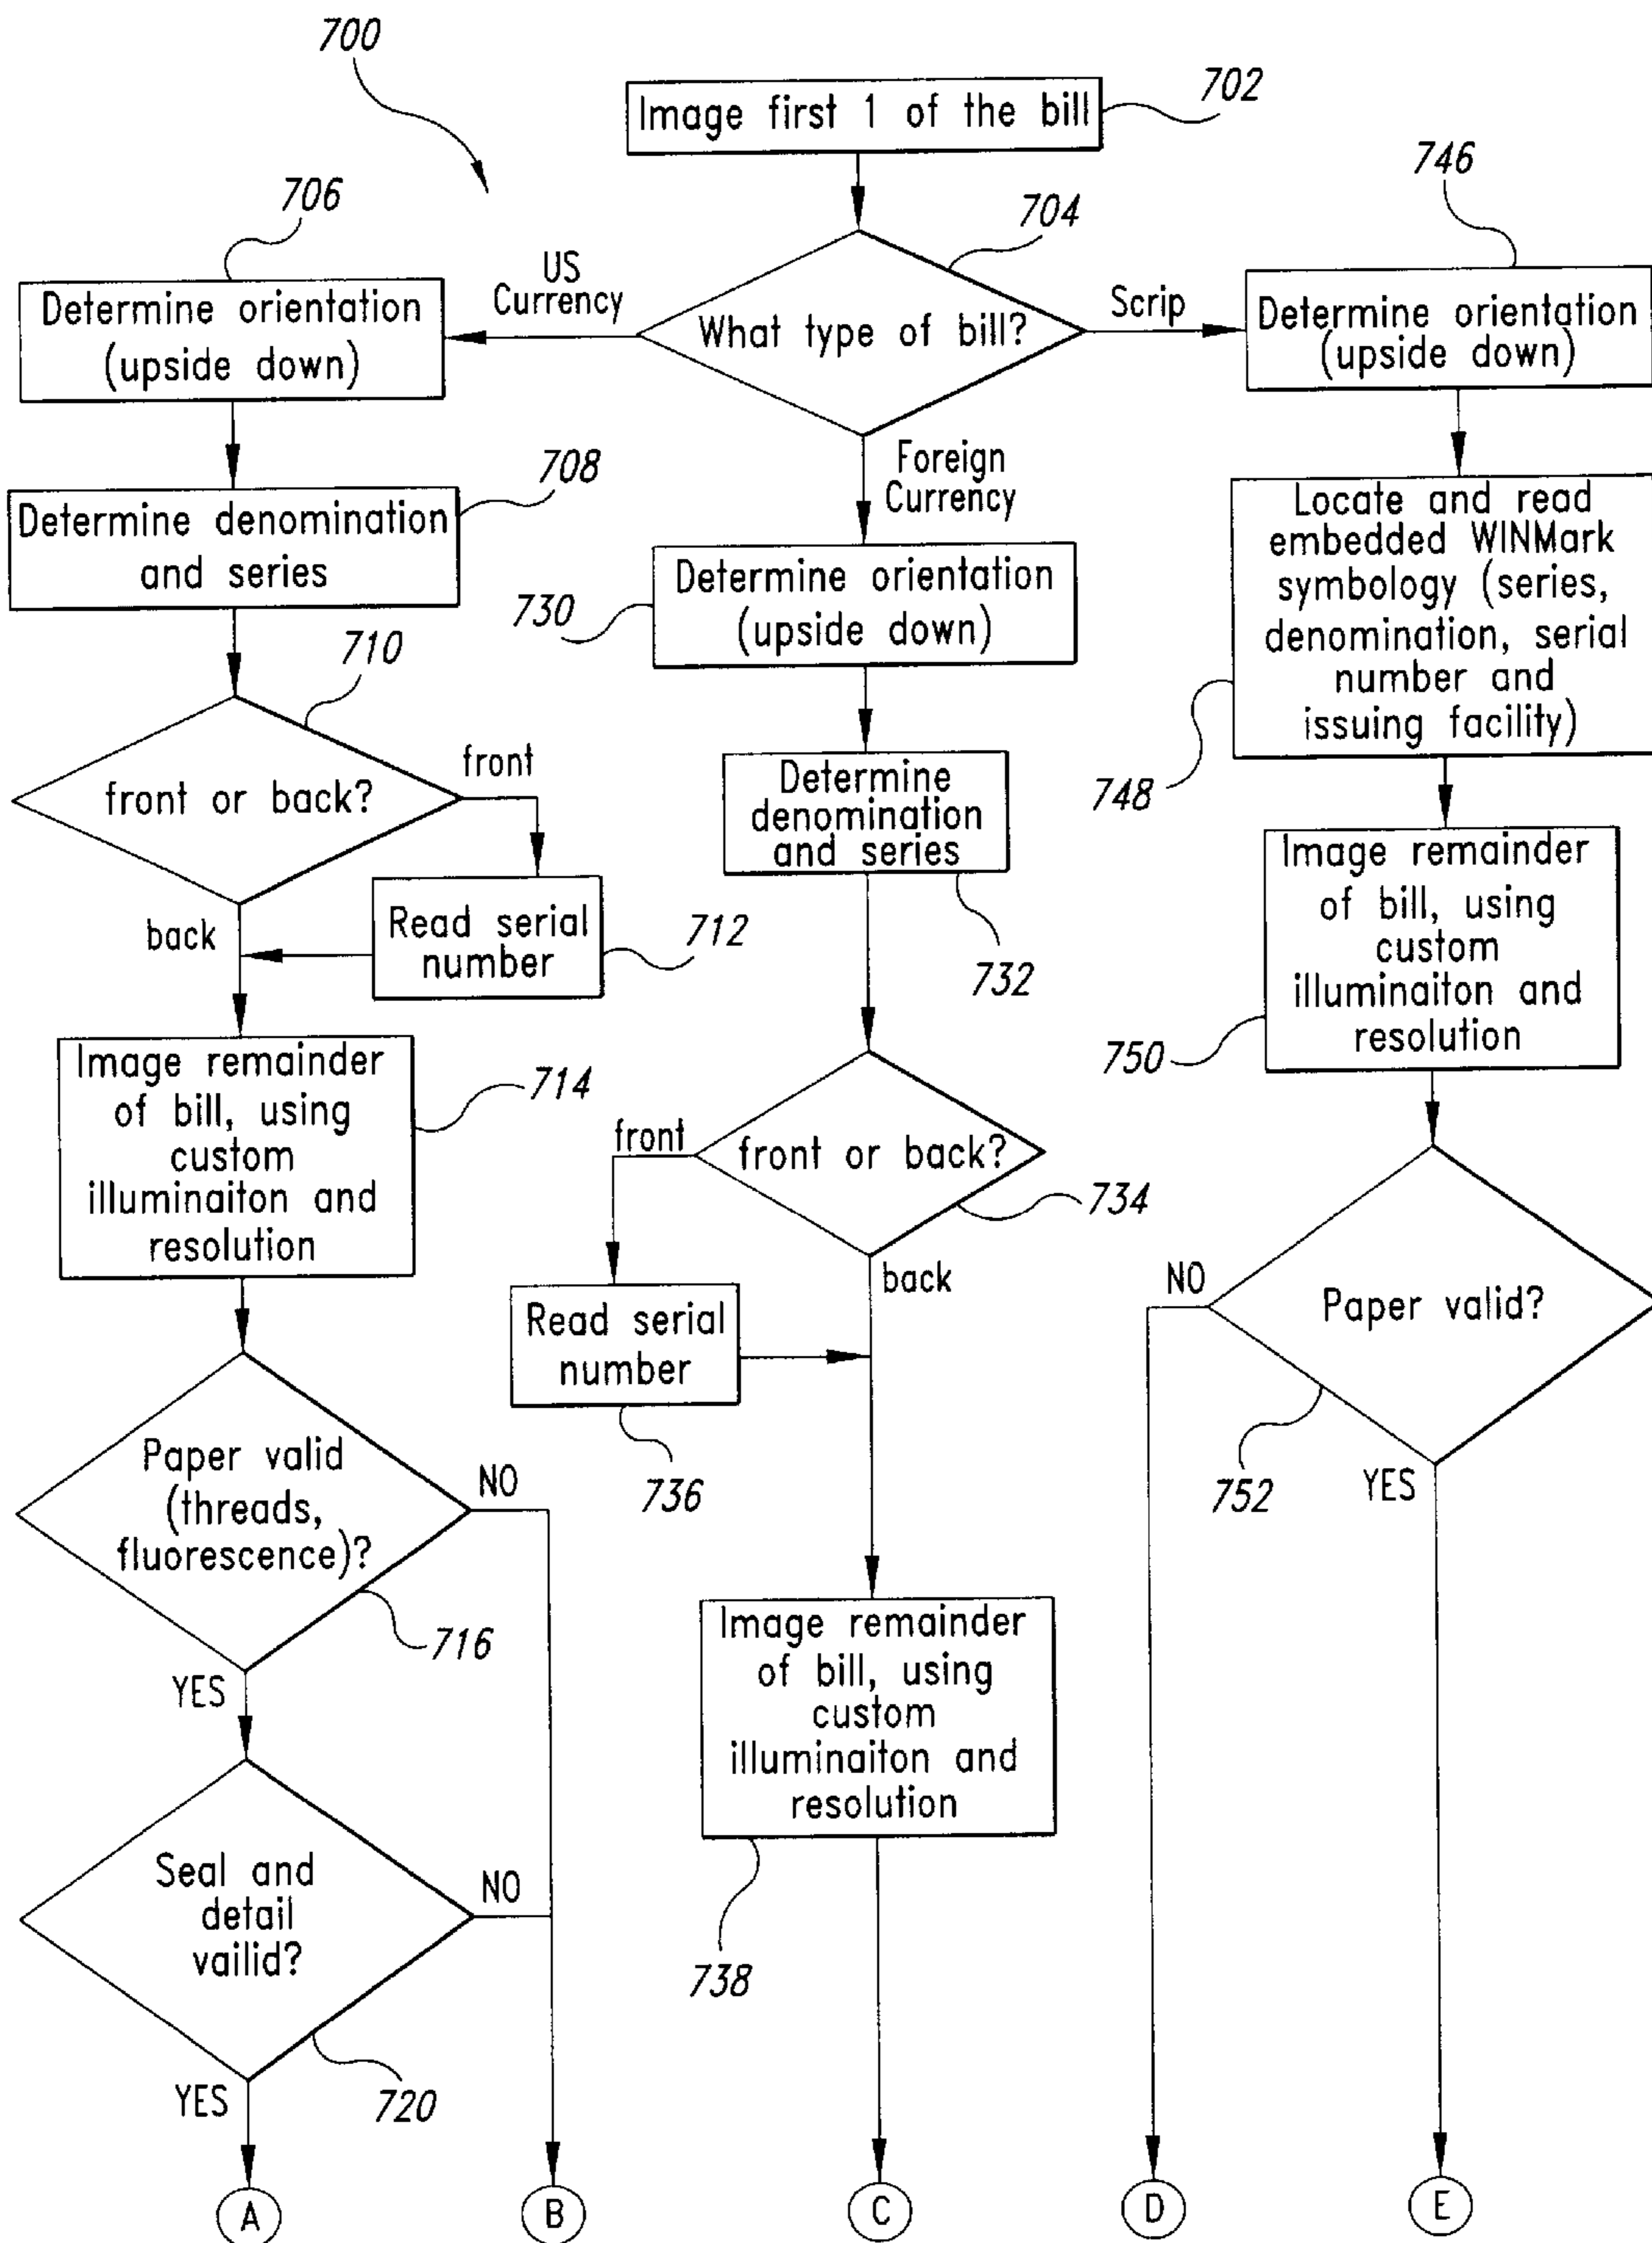 700
Image first 1 of the bill
702
704
What type of bill?
US
Currency
Foreign
Currency
Scrip
706
Determine orientation
(upside down)
708
Determine denomination
and series
710
front or back?
front
back
Read serial
number
712
Image remainder
of bill, using
custom
illuminaiton and
resolution
714
Paper valid
(threads,
fluorescence)?
NO
716
YES
Seal and
detail
vailid?
NO
720
YES
A
B
730
Determine orientation
(upside down)
Determine
denomination
and series
732
front or back?
front
734
back
Read serial
number
736
Image remainder
of bill, using
custom
illuminaiton and
resolution
738
C
746
Determine orientation
(upside down)
Locate and read
embedded WINMark
symbology (series,
denomination, serial
number and
issuing facility)
748
Image remainder
of bill, using
custom
illuminaiton and
resolution
750
Paper valid?
NO
752
YES
D
E